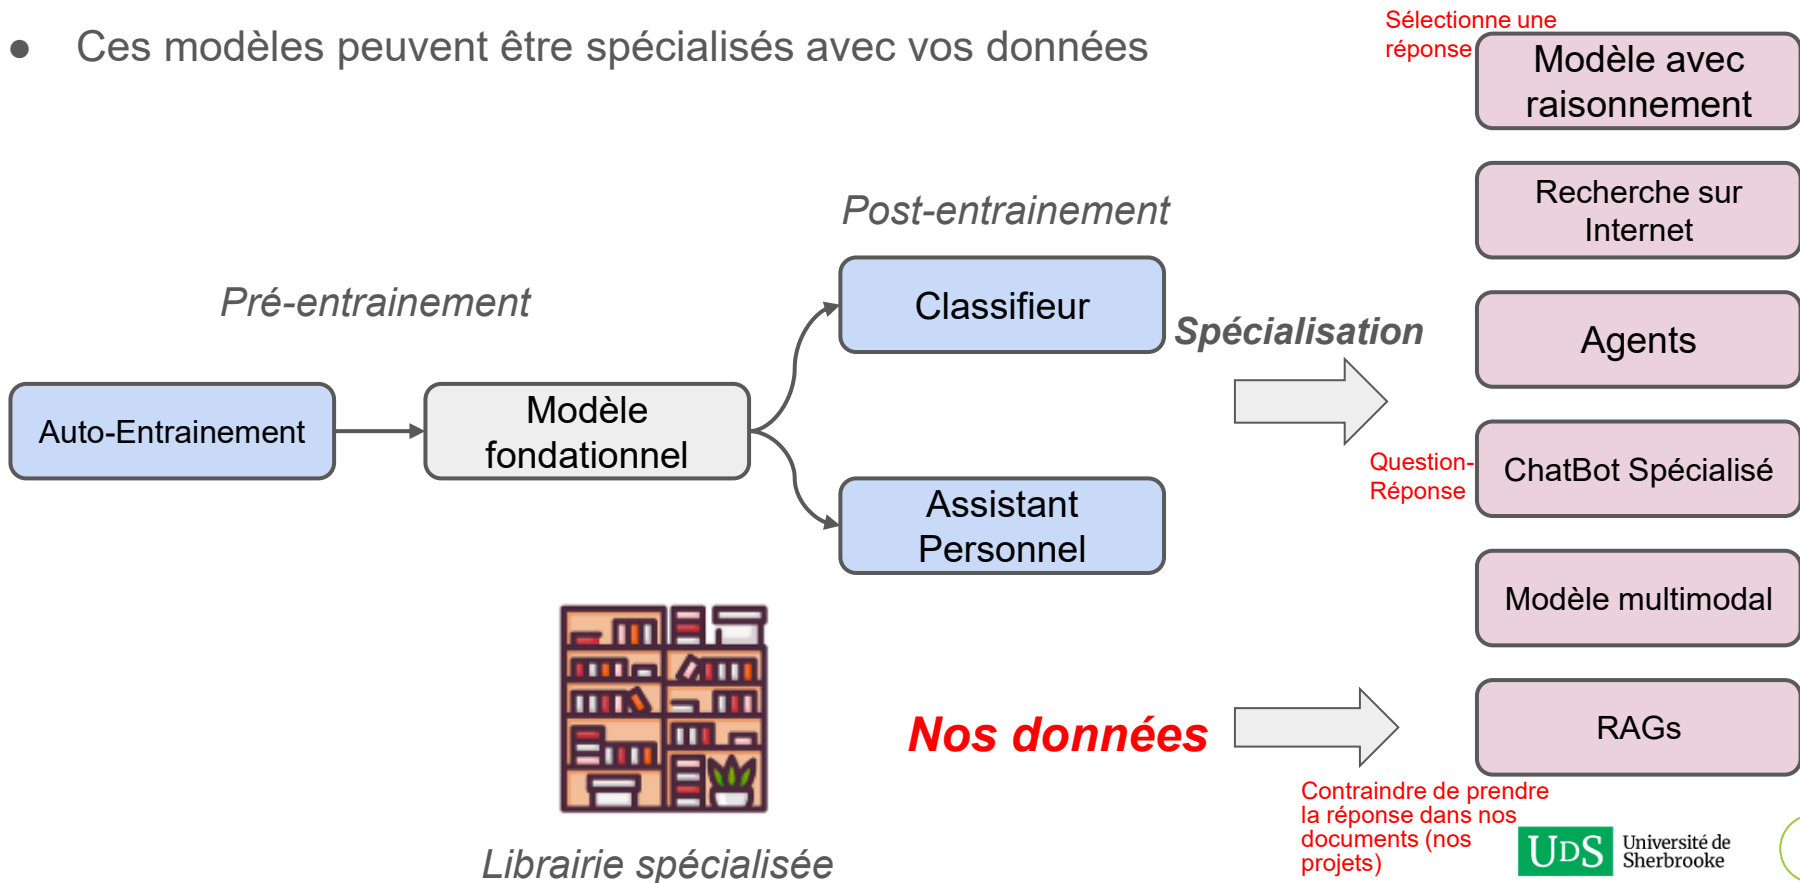 ● Ces modèles peuvent être spécialisés avec vos données
Sélectionne une
réponse
Modèle avec
raisonnement
Recherche sur
Internet
Post-entrainement
Pré-entrainement
Classifieur
Spécialisation
Agents
Auto-Entrainement
Modèle
fondationnel
Question-
Réponse
ChatBot Spécialisé
Assistant
Personnel
Modèle multimodal
Nos données
RAGs
Contraindre de prendre
la réponse dans nos
documents (nos
projets)
Librairie spécialisée
UDS Université de
Sherbrooke